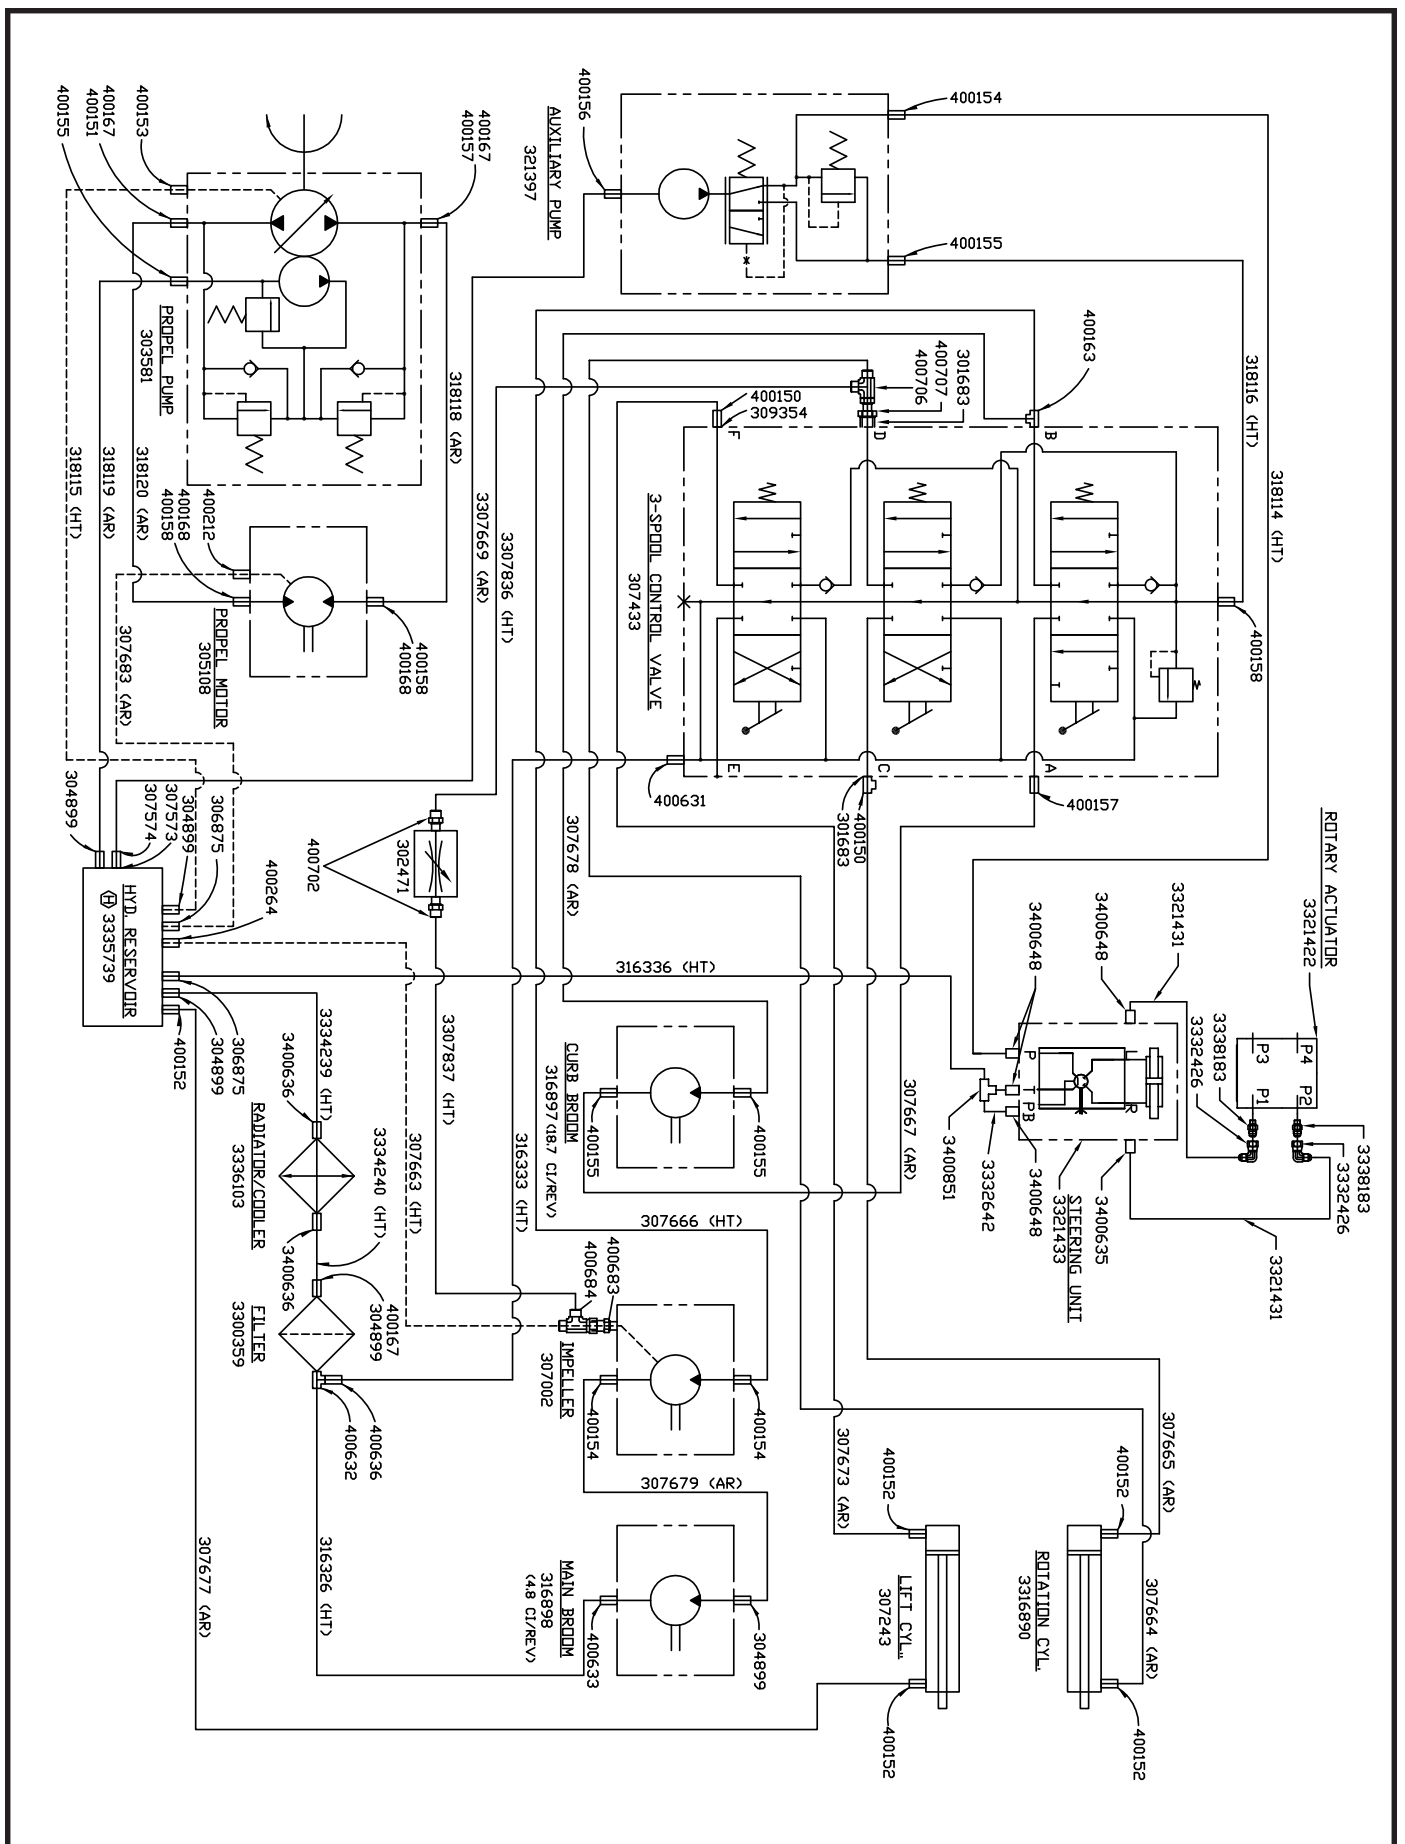 ROTARY ACTUATOR
3321422
P4
P2
P3
P1
3338183
3332426
3338183
3332426
3321431
3400648
3400648
3321431
3400635
STEERING UNIT
3321433
L
R
P
T
PB
3400648
3332642
3400851
ROTATION CYL.
3316890
400152
400152
307665 (AR)
307664 (AR)
LIFT CYL.
307243
400152
400152
307673 (AR)
318114 (HT)
318116 (HT)
400154
400155
AUXILIARY PUMP
321397
400156
400163
301683
400707
400706
400150
309354
B
D
F
A
C
E
3-SPOOL CONTROL VALVE
307433
400158
400157
400150
301683
400631
307667 (AR)
316336 (HT)
307678 (AR)
CURB BROOM
316897 (18.7 CI/REV)
400155
400155
307666 (HT)
IMPELLER
307002
400683
400684
400154
400154
307679 (AR)
MAIN BROOM
316898
(4.8 CI/REV)
304899
400633
316333 (HT)
3307836 (HT)
3307669 (AR)
302471
400702
3307837 (HT)
307663 (HT)
400167
400157
400153
400167
400151
400155
PROPEL PUMP
303581
318118 (AR)
318120 (AR)
318119 (AR)
318115 (HT)
400212
400168
400158
PROPEL MOTOR
305108
400158
400168
307683 (AR)
304899
307574
307573
304899
306875
400264
HYD. RESERVOIR
(H) 3335739
400152
304899
306875
3334239 (HT)
3400636
RADIATOR/COOLER
3336103
3334240 (HT)
3400636
FILTER
3300359
400167
304899
400636
400632
316326 (HT)
307677 (AR)